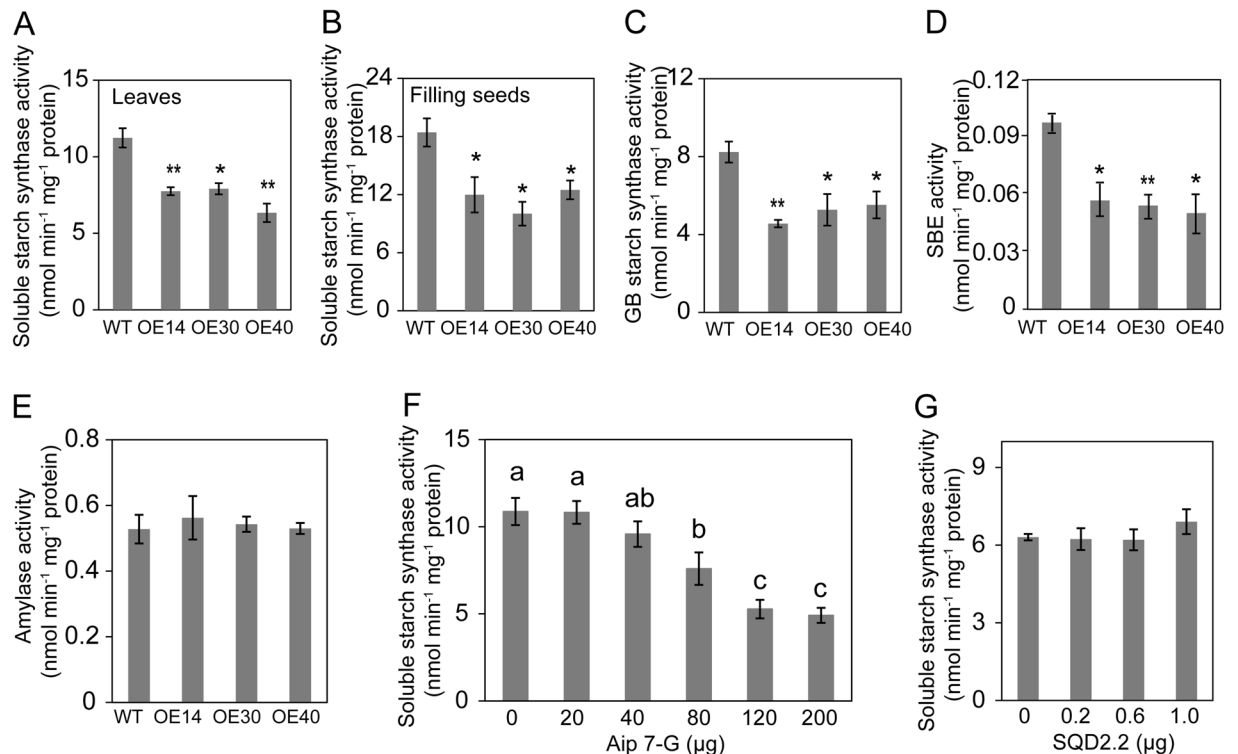 A
Soluble starch synthase activity
(nmol min⁻¹ mg⁻¹ protein)
15
10
5
0
Leaves
**
*
**
WT OE14 OE30 OE40
B
Soluble starch synthase activity
(nmol min⁻¹ mg⁻¹ protein)
24
18
12
6
0
Filling seeds
*
*
*
WT OE14 OE30 OE40
C
GB starch synthase activity
(nmol min⁻¹ mg⁻¹ protein)
12
8
4
0
**
*
*
WT OE14 OE30 OE40
D
SBE activity
(nmol min⁻¹ mg⁻¹ protein)
0.12
0.09
0.06
0.03
0
*
**
*
WT OE14 OE30 OE40
E
Amylase activity
(nmol min⁻¹ mg⁻¹ protein)
0.8
0.6
0.4
0.2
0
WT OE14 OE30 OE40
F
Soluble starch synthase activity
(nmol min⁻¹ mg⁻¹ protein)
15
10
5
0
a a ab b c c
0 20 40 80 120 200
Aip 7-G (µg)
G
Soluble starch synthase activity
(nmol min⁻¹ mg⁻¹ protein)
9
6
3
0
0 0.2 0.6 1.0
SQD2.2 (µg)